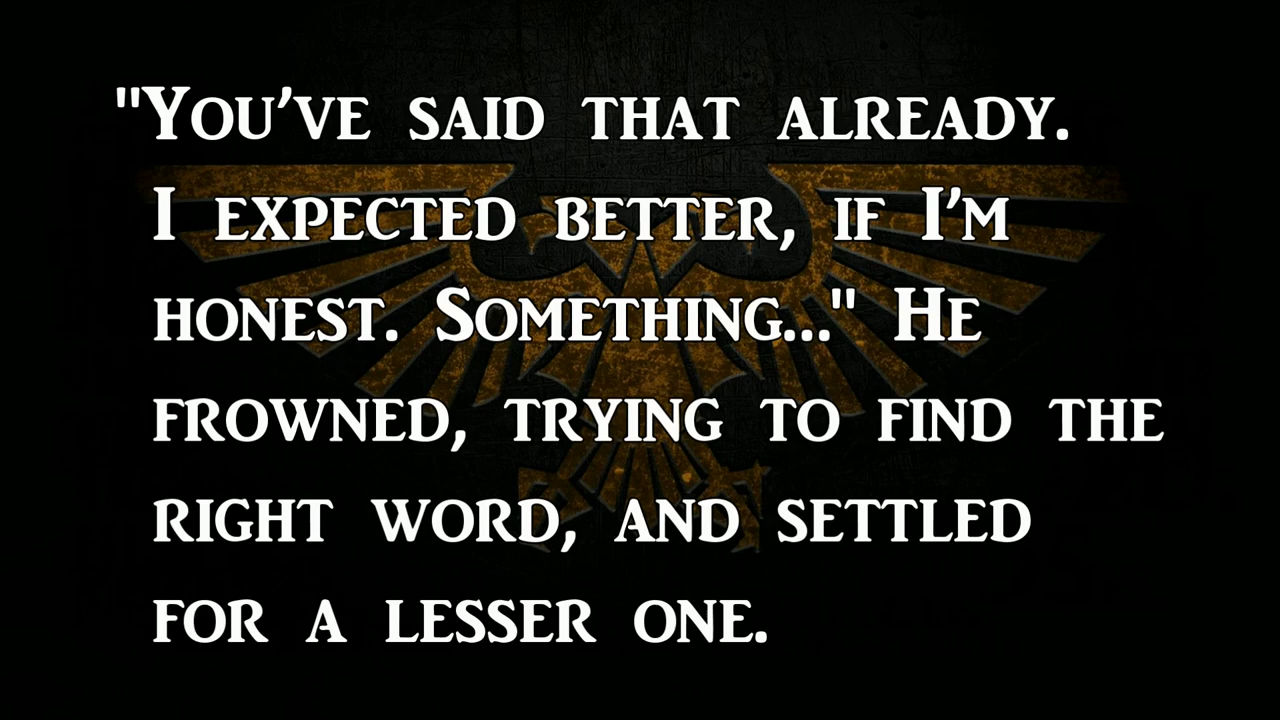 "You've said that already.
I expected better, if I'm
honest. Something..." He
frowned, trying to find the
right word, and settled
for a lesser one.